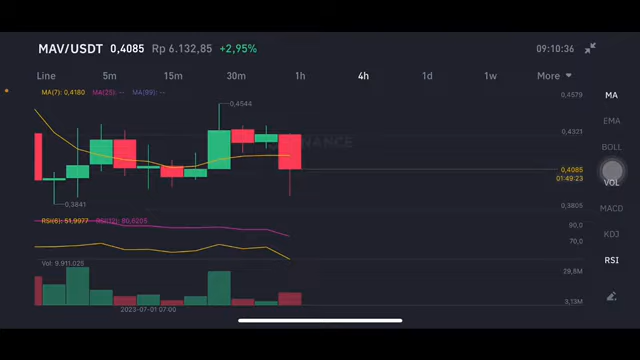 MAV/USDT 0,4085 Rp 6.132,85 +2,95% 09:10:36
Line 5m 15m 30m 1h 4h 1d 1w More
MA(7): 0,4180 MA(25): -- MA(99): --
0,4579
MA
0,4544
EMA
0,4321
BINANCE
BOLL
0,4085
01:49:23
VOL
0,3841
0,3805
MACD
RSI(6): 51,9977 RSI(12): 60,6205
90,0
KDJ
70,0
Vol: 9.911.025
RSI
29,8M
3,13M
2023-07-01 07:00